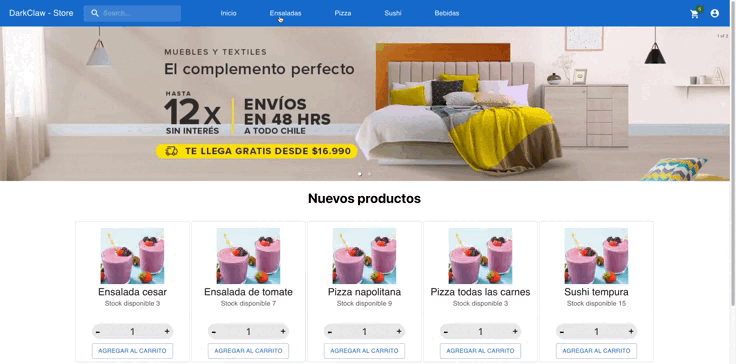 DarkClaw - Store
Search...
Inicio
Ensaladas
Pizza
Sushi
Bebidas
1 of 2
MUEBLES Y TEXTILES
El complemento perfecto
HASTA
12x
SIN INTERÉS
ENVÍOS
EN 48 HRS
A TODO CHILE
TE LLEGA GRATIS DESDE $16.990
Nuevos productos
Ensalada cesar
Stock disponible 3
- 1 +
AGREGAR AL CARRITO
Ensalada de tomate
Stock disponible 7
- 1 +
AGREGAR AL CARRITO
Pizza napolitana
Stock disponible 9
- 1 +
AGREGAR AL CARRITO
Pizza todas las carnes
Stock disponible 3
- 1 +
AGREGAR AL CARRITO
Sushi tempura
Stock disponible 15
- 1 +
AGREGAR AL CARRITO